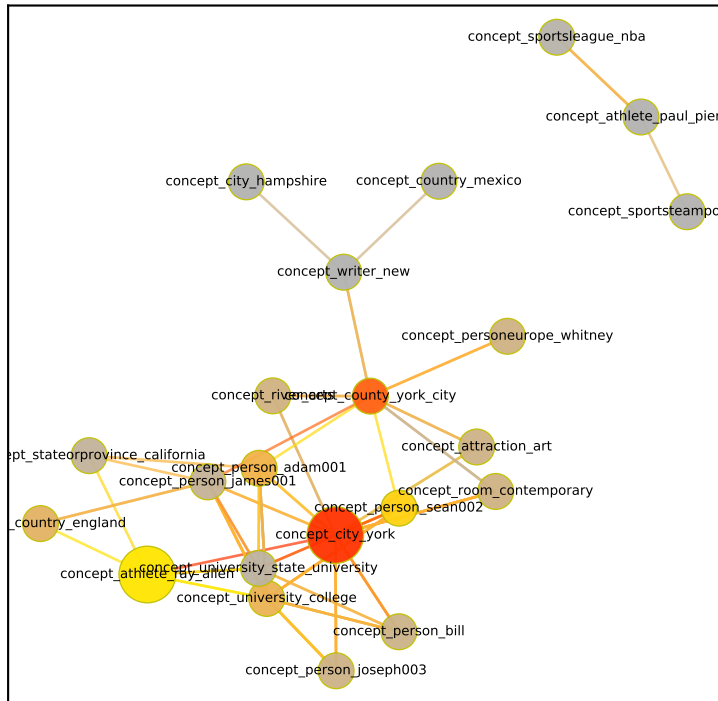 concept_sportsleague_nba
concept_athlete_paul_pier
concept_city_hampshire
concept_country_mexico
concept_sportsteampo
concept_writer_new
concept_personeurope_whitney
concept_river_arts
concept_county_york_city
concept_attraction_art
ept_stateorprovince_california
concept_person_adam001
concept_person_james001
concept_room_contemporary
concept_person_sean002
_country_england
concept_city_york
concept_university_state_university
concept_athlete_ray_allen
concept_university_college
concept_person_bill
concept_person_joseph003